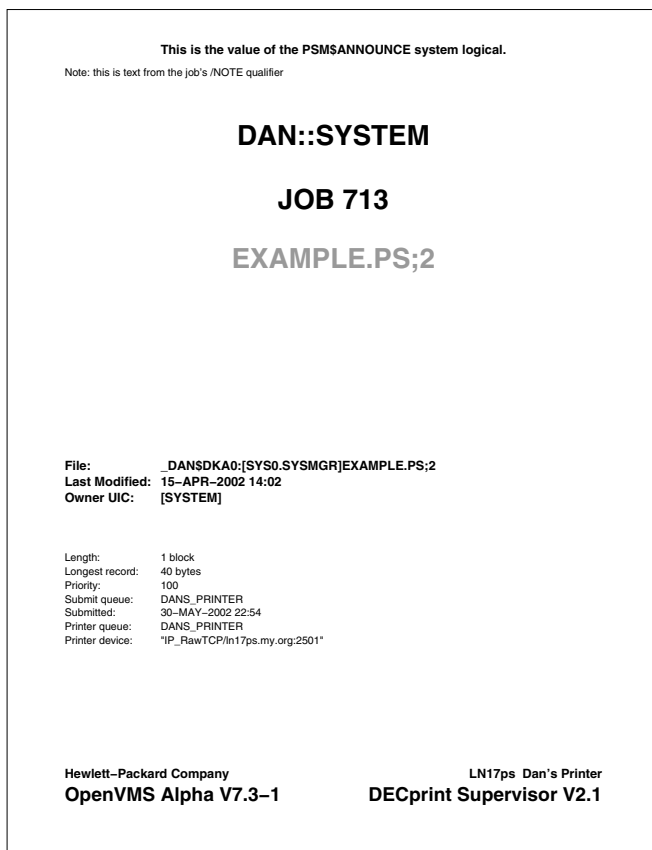 This is the value of the PSM$ANNOUNCE system logical.
Note: this is text from the job's /NOTE qualifier
DAN::SYSTEM
JOB 713
EXAMPLE.PS;2
File: _DAN$DKA0:[SYS0.SYSMGR]EXAMPLE.PS;2
Last Modified: 15−APR−2002 14:02
Owner UIC: [SYSTEM]
Length: 1 block
Longest record: 40 bytes
Priority: 100
Submit queue: DANS_PRINTER
Submitted: 30−MAY−2002 22:54
Printer queue: DANS_PRINTER
Printer device: "IP_RawTCP/ln17ps.my.org:2501"
Hewlett−Packard Company LN17ps Dan's Printer
OpenVMS Alpha V7.3−1 DECprint Supervisor V2.1